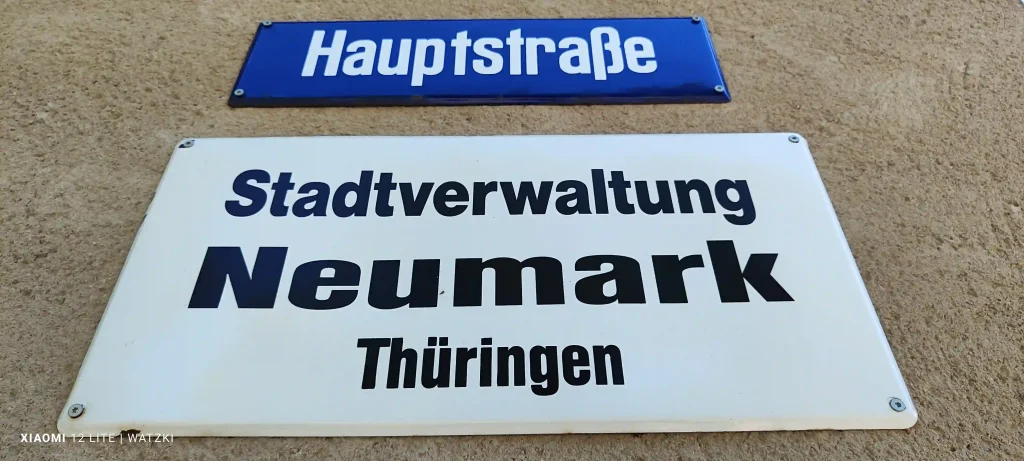 Hauptstraße
Stadtverwaltung
Neumark
Thüringen
XIAOMI 12 LITE | WATZKI